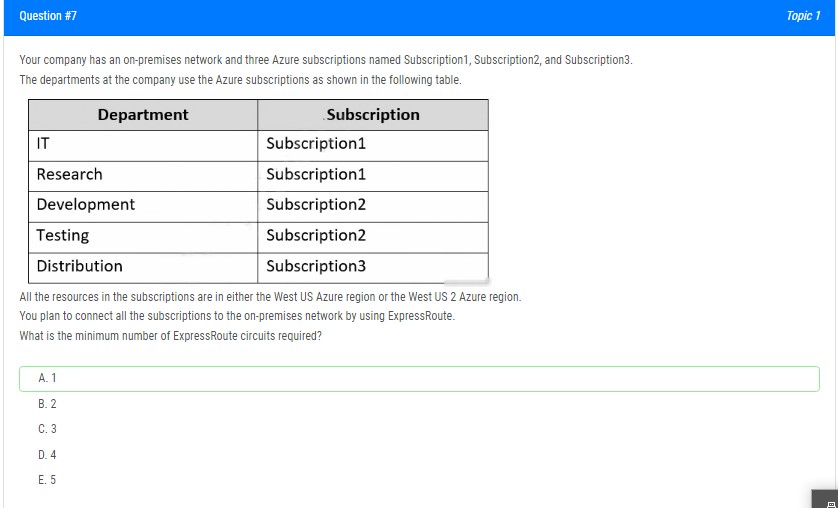 Question #7 Topic 1
Your company has an on-premises network and three Azure subscriptions named Subscription1, Subscription2, and Subscription3.
The departments at the company use the Azure subscriptions as shown in the following table.
Department Subscription
IT Subscription1
Research Subscription1
Development Subscription2
Testing Subscription2
Distribution Subscription3
All the resources in the subscriptions are in either the West US Azure region or the West US 2 Azure region.
You plan to connect all the subscriptions to the on-premises network by using ExpressRoute.
What is the minimum number of ExpressRoute circuits required?
A. 1
B. 2
C. 3
D. 4
E. 5